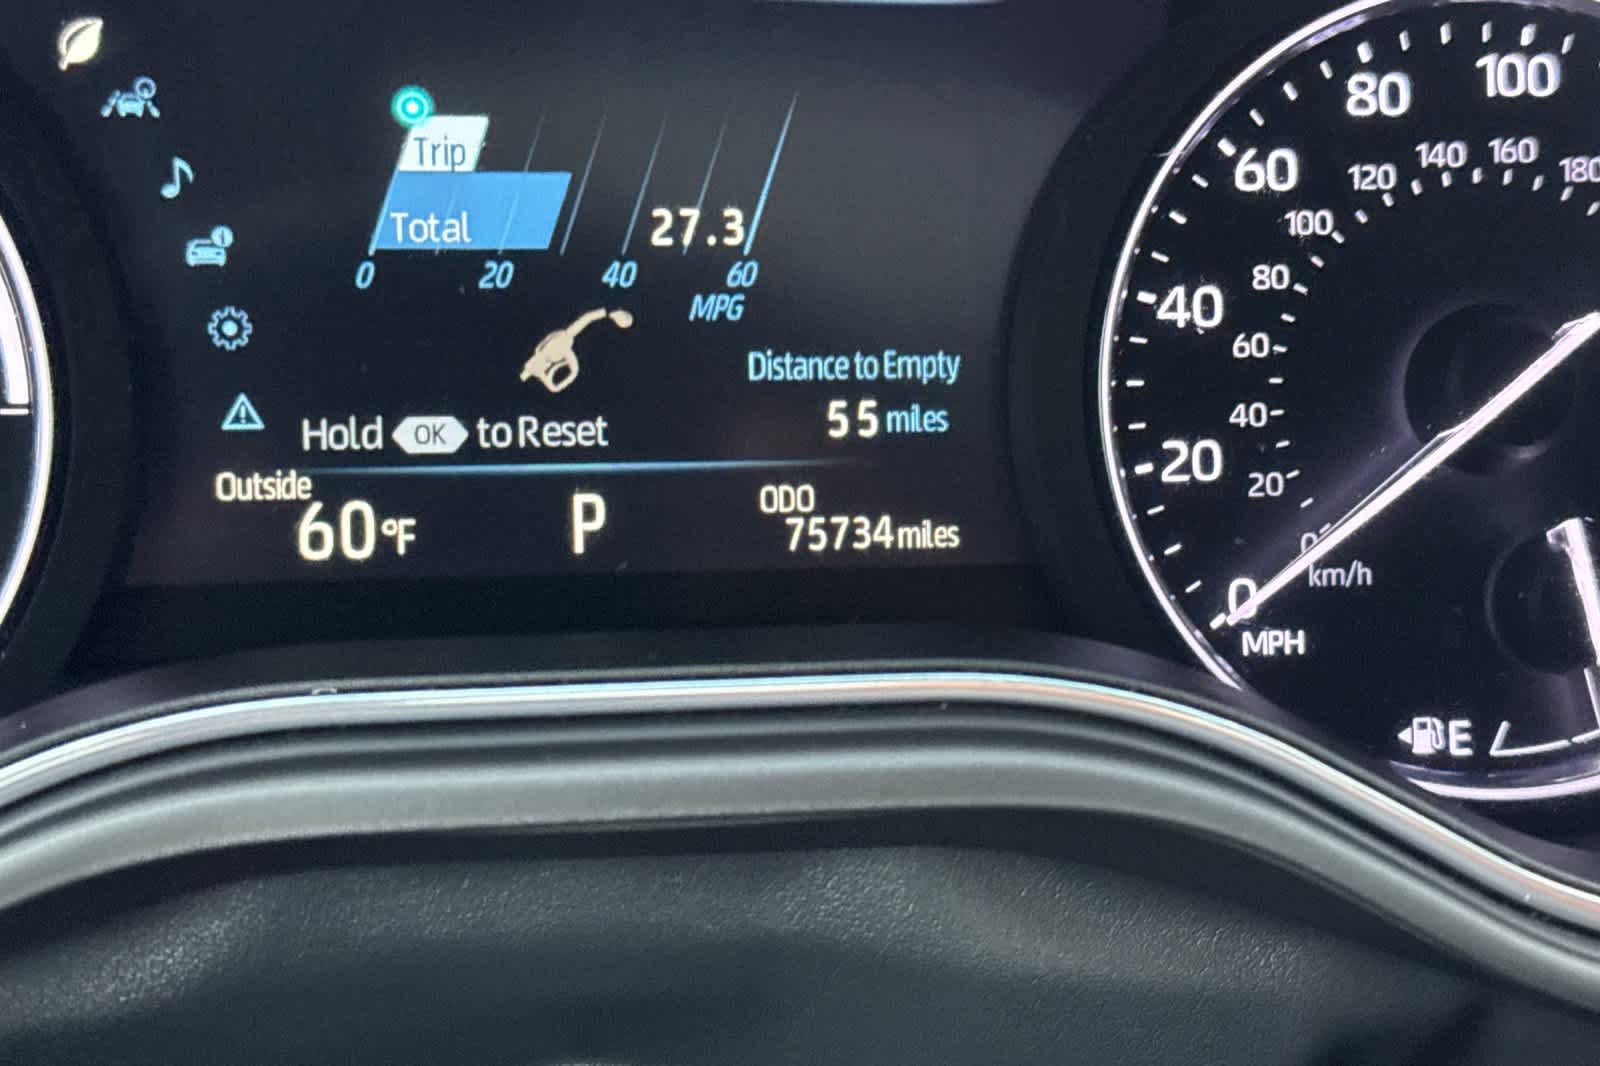 Trip
Total
27.3
0 20 40 60
MPG
Distance to Empty
55 miles
Hold OK to Reset
Outside
60°F
P
ODO
75734 miles
0 20 40 60 80 100
0 20 40 60 80 100 120 140 160 180
km/h
MPH
E